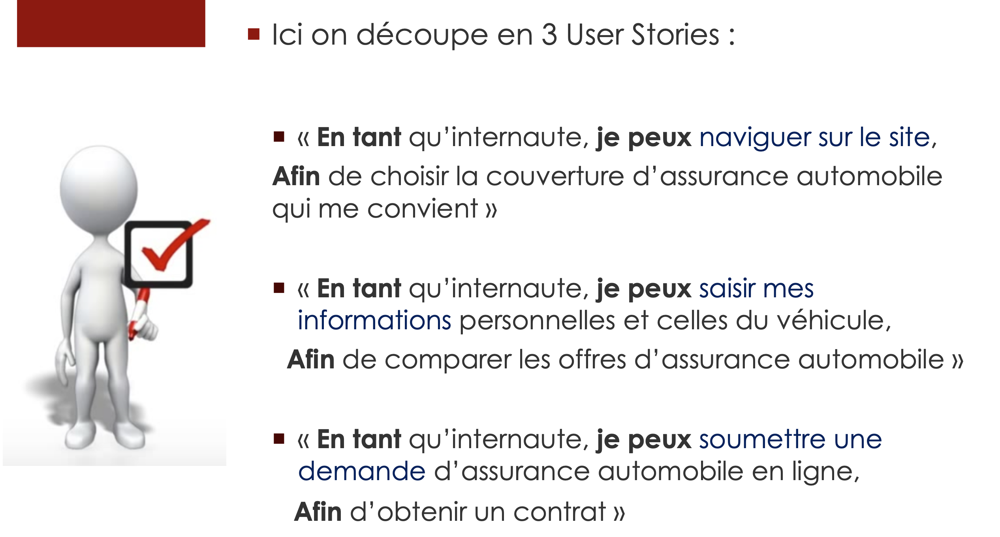 Ici on découpe en 3 User Stories :
« En tant qu’internaute, je peux naviguer sur le site,
Afin de choisir la couverture d’assurance automobile
qui me convient »
« En tant qu’internaute, je peux saisir mes
informations personnelles et celles du véhicule,
Afin de comparer les offres d’assurance automobile »
« En tant qu’internaute, je peux soumettre une
demande d’assurance automobile en ligne,
Afin d’obtenir un contrat »